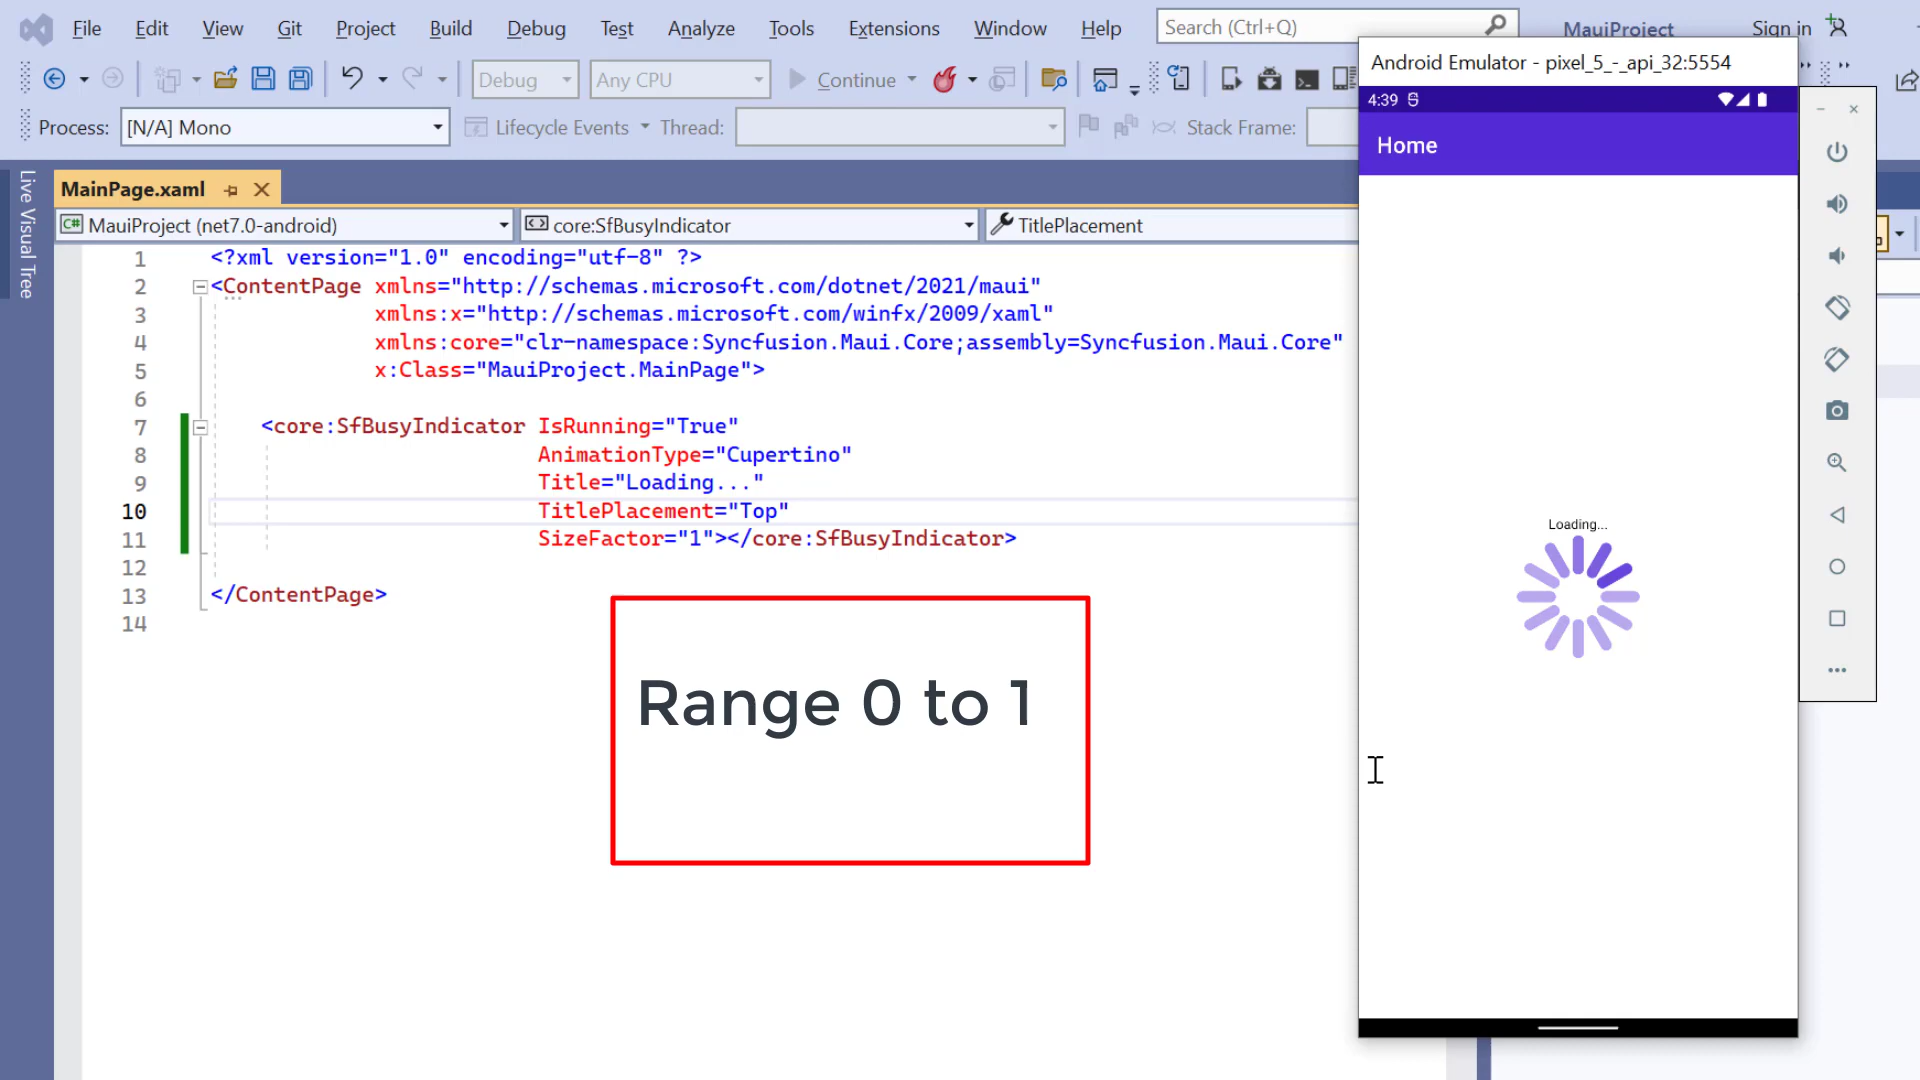 File Edit View Git Project Build Debug Test Analyze Tools Extensions Window Help Search (Ctrl+Q) MauiProject Sign in
Debug Any CPU Continue
Process: [N/A] Mono Lifecycle Events Thread: Stack Frame:
Live Visual Tree
MainPage.xaml
MauiProject (net7.0-android) core:SfBusyIndicator TitlePlacement
1 <?xml version="1.0" encoding="utf-8" ?>
2 <ContentPage xmlns="http://schemas.microsoft.com/dotnet/2021/maui"
3 xmlns:x="http://schemas.microsoft.com/winfx/2009/xaml"
4 xmlns:core="clr-namespace:Syncfusion.Maui.Core;assembly=Syncfusion.Maui.Core"
5 x:Class="MauiProject.MainPage">
6
7 <core:SfBusyIndicator IsRunning="True"
8 AnimationType="Cupertino"
9 Title="Loading..."
10 TitlePlacement="Top"
11 SizeFactor="1"></core:SfBusyIndicator>
12
13 </ContentPage>
14
Range 0 to 1
Android Emulator - pixel_5_-_api_32:5554
4:39
Home
Loading...